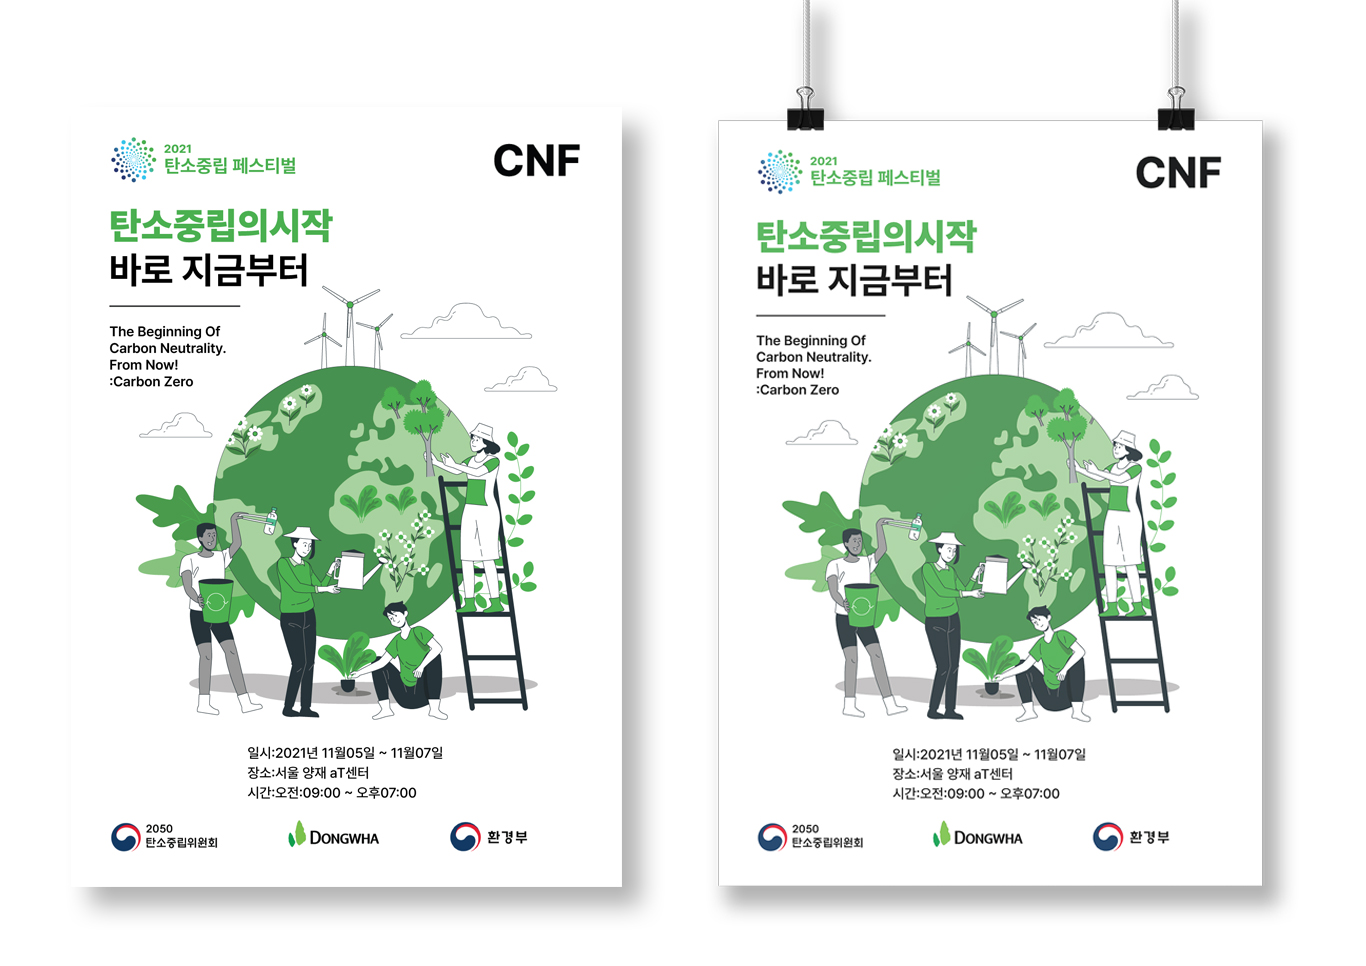 2021
탄소중립 페스티벌
CNF
탄소중립의시작
바로 지금부터
The Beginning Of
Carbon Neutrality.
From Now!
:Carbon Zero
일시:2021년 11월05일 ~ 11월07일
장소:서울 양재 aT센터
시간:오전:09:00 ~ 오후07:00
2050
탄소중립위원회
DONGWHA
환경부
2021
탄소중립 페스티벌
CNF
탄소중립의시작
바로 지금부터
The Beginning Of
Carbon Neutrality.
From Now!
:Carbon Zero
일시:2021년 11월05일 ~ 11월07일
장소:서울 양재 aT센터
시간:오전:09:00 ~ 오후07:00
2050
탄소중립위원회
DONGWHA
환경부